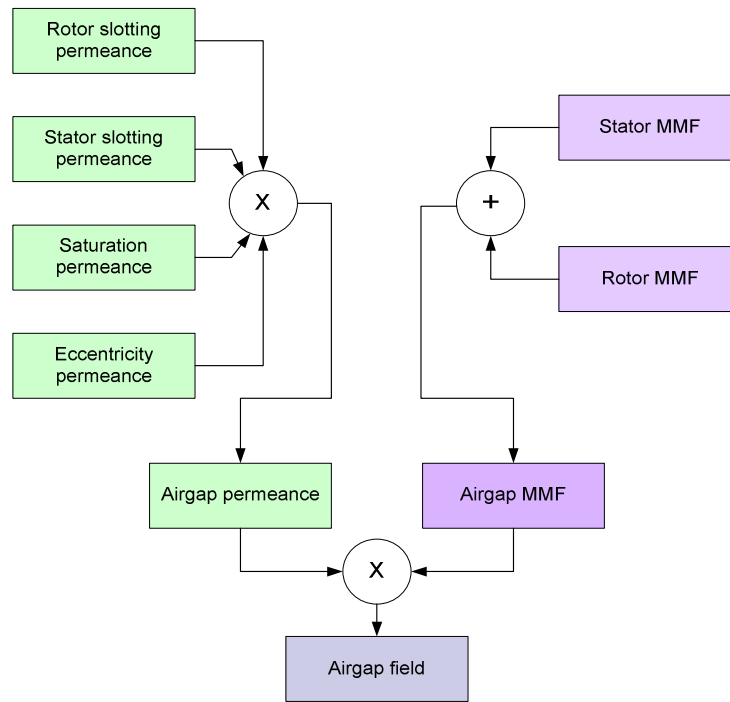 Rotor slotting
permeance
Stator slotting
permeance
Saturation
permeance
Eccentricity
permeance
X
Stator MMF
+
Rotor MMF
Airgap permeance
Airgap MMF
X
Airgap field